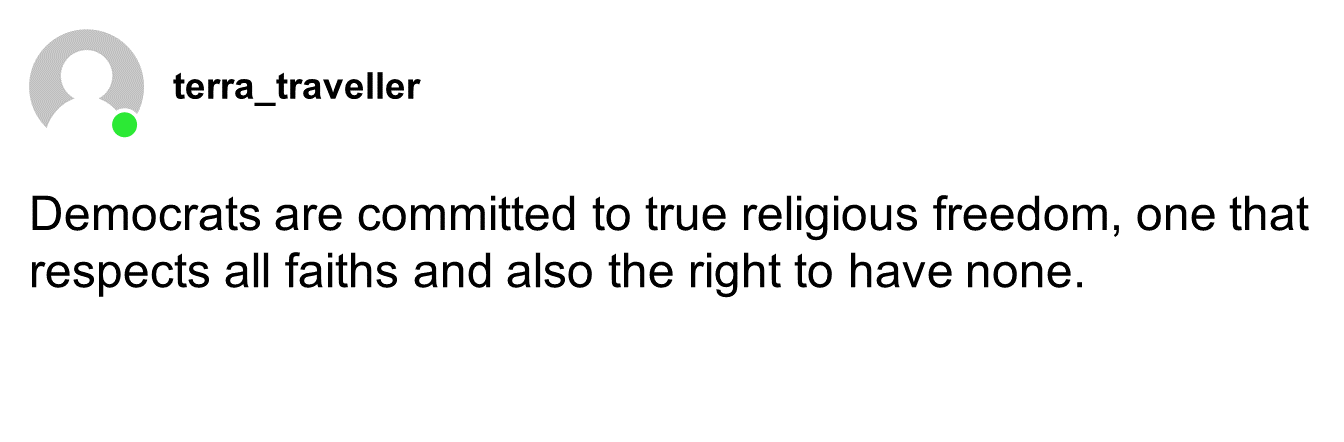 terra_traveller
Democrats are committed to true religious freedom, one that
respects all faiths and also the right to have none.